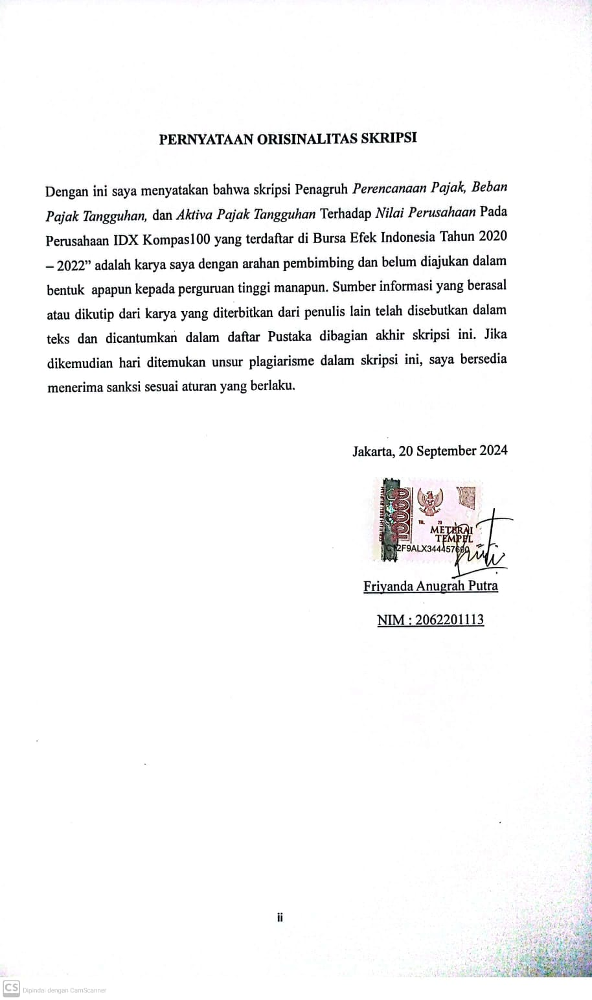 PERNYATAAN ORISINALITAS SKRIPSI
Dengan ini saya menyatakan bahwa skripsi Penagruh Perencanaan Pajak, Beban
Pajak Tangguhan, dan Aktiva Pajak Tangguhan Terhadap Nilai Perusahaan Pada
Perusahaan IDX Kompas100 yang terdaftar di Bursa Efek Indonesia Tahun 2020
– 2022” adalah karya saya dengan arahan pembimbing dan belum diajukan dalam
bentuk apapun kepada perguruan tinggi manapun. Sumber informasi yang berasal
atau dikutip dari karya yang diterbitkan dari penulis lain telah disebutkan dalam
teks dan dicantumkan dalam daftar Pustaka dibagian akhir skripsi ini. Jika
dikemudian hari ditemukan unsur plagiarisme dalam skripsi ini, saya bersedia
menerima sanksi sesuai aturan yang berlaku.
Jakarta, 20 September 2024
10000
TGL. 20
METERAI
TEMPEL
Friyanda Anugrah Putra
NIM : 2062201113
ii
CS Dipindai dengan CamScanner